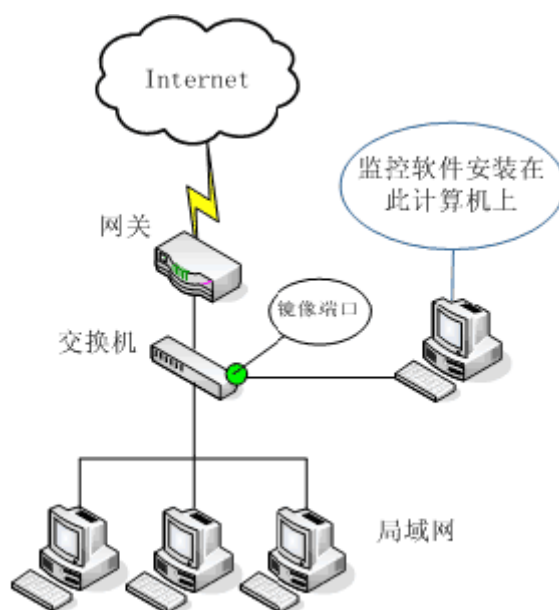 Internet
监控软件安装在
此计算机上
网关
镜像端口
交换机
局域网